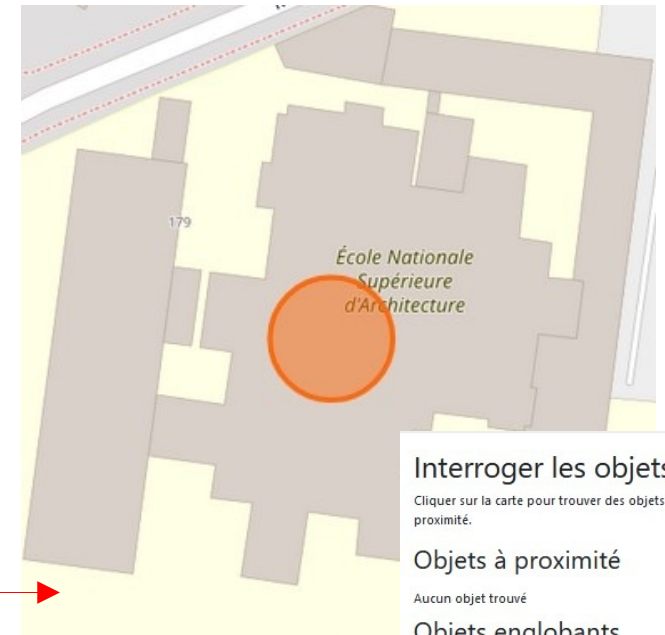 179
École Nationale
Supérieure
d'Architecture
Interroger les objets
Cliquer sur la carte pour trouver des objets
proximité.
Objets à proximité
Aucun objet trouvé
Objets englobants